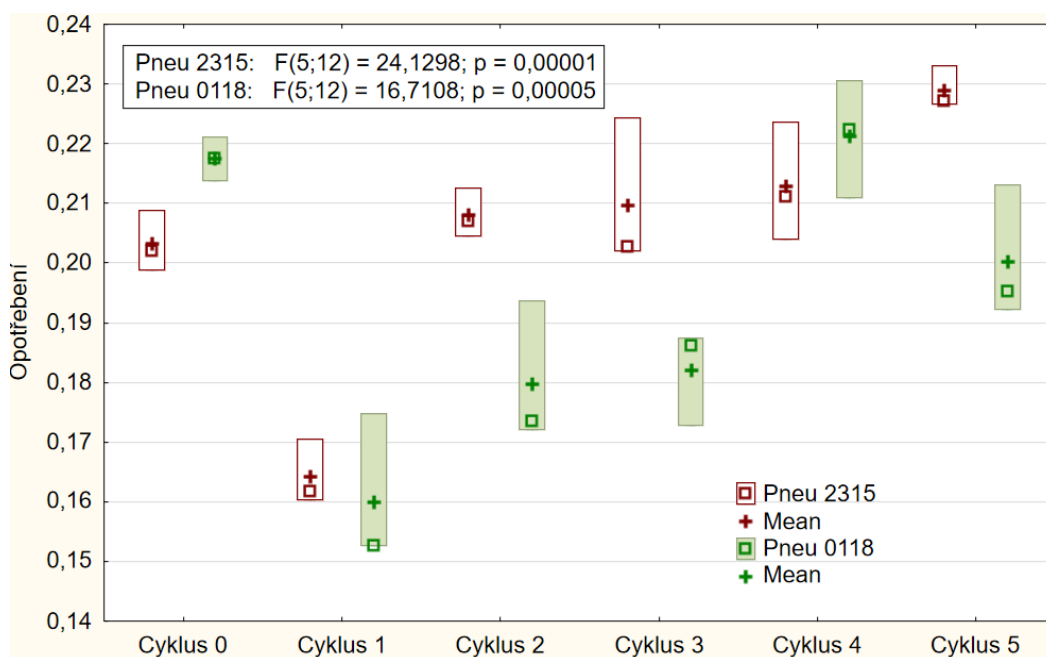 0,24
Pneu 2315: F(5;12) = 24,1298; p = 0,00001
Pneu 0118: F(5;12) = 16,7108; p = 0,00005
0,23
0,22
0,21
0,20
0,19
0,18
0,17
0,16
0,15
0,14
Opotřebení
Pneu 2315
Mean
Pneu 0118
Mean
Cyklus 0 Cyklus 1 Cyklus 2 Cyklus 3 Cyklus 4 Cyklus 5